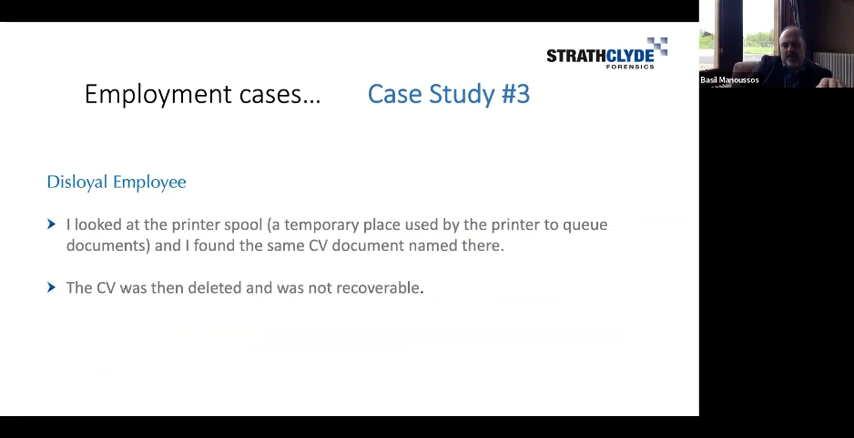 STRATHCLYDE
FORENSICS
Basil Manoussos
Employment cases... Case Study #3
Disloyal Employee
I looked at the printer spool (a temporary place used by the printer to queue
documents) and I found the same CV document named there.
The CV was then deleted and was not recoverable.